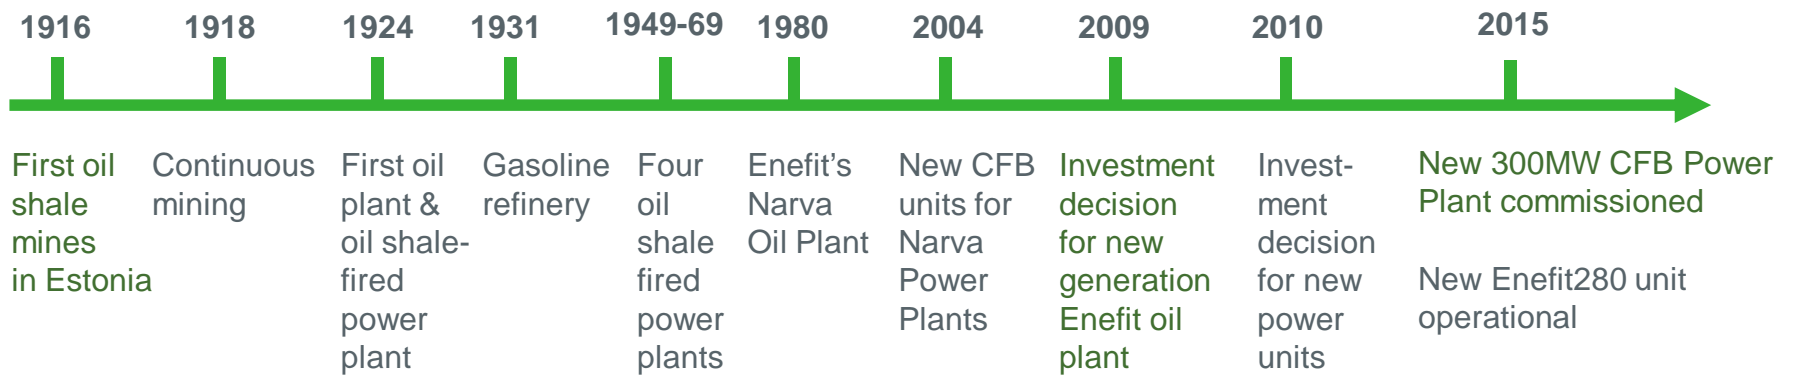 1916
1918
1924
1931
1949-69
1980
2004
2009
2010
2015
First oil
shale
mines
in Estonia
Continuous
mining
First oil
plant &
oil shale-
fired
power
plant
Gasoline
refinery
Four
oil
shale
fired
power
plants
Enefit's
Narva
Oil Plant
New CFB
units for
Narva
Power
Plants
Investment
decision
for new
generation
Enefit oil
plant
Invest-
ment
decision
for new
power
units
New 300MW CFB Power
Plant commissioned
New Enefit280 unit
operational